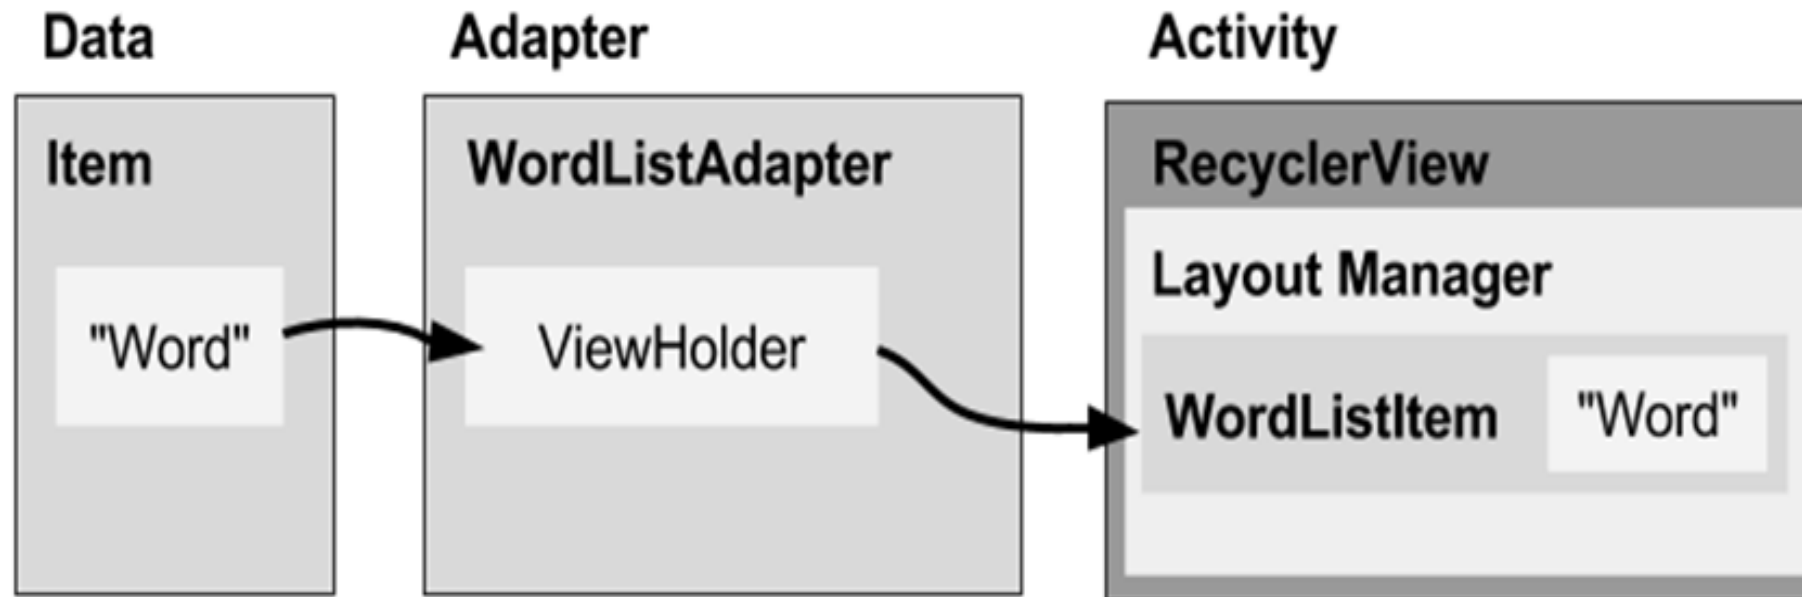 Data
Adapter
Activity
Item
WordListAdapter
RecyclerView
Layout Manager
"Word"
ViewHolder
WordListItem
"Word"